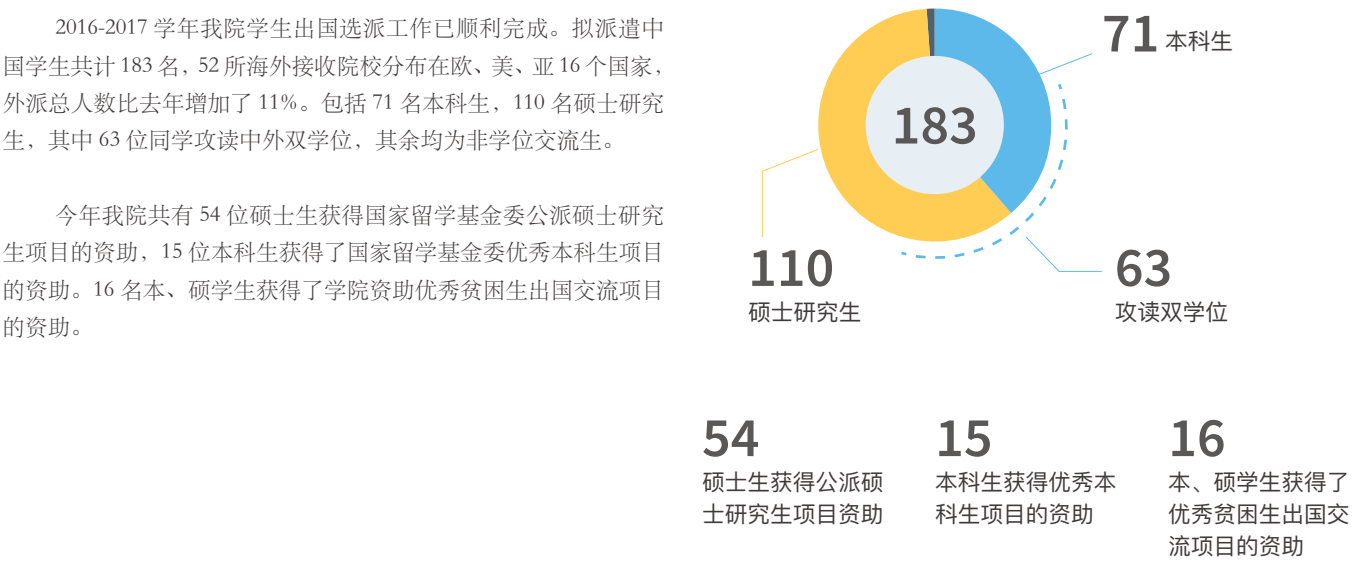 2016-2017 学年我院学生出国选派工作已顺利完成。拟派遣中
国学生共计 183 名，52 所海外接收院校分布在欧、美、亚 16 个国家，
外派总人数比去年增加了 11%。包括 71 名本科生，110 名硕士研究
生，其中 63 位同学攻读中外双学位，其余均为非学位交流生。
今年我院共有 54 位硕士生获得国家留学基金委公派硕士研究
生项目的资助，15 位本科生获得了国家留学基金委优秀本科生项目
的资助。16 名本、硕学生获得了学院资助优秀贫困生出国交流项目
的资助。
71 本科生
183
110
硕士研究生
63
攻读双学位
54
硕士生获得公派硕
士研究生项目资助
15
本科生获得优秀本
科生项目的资助
16
本、硕学生获得了
优秀贫困生出国交
流项目的资助